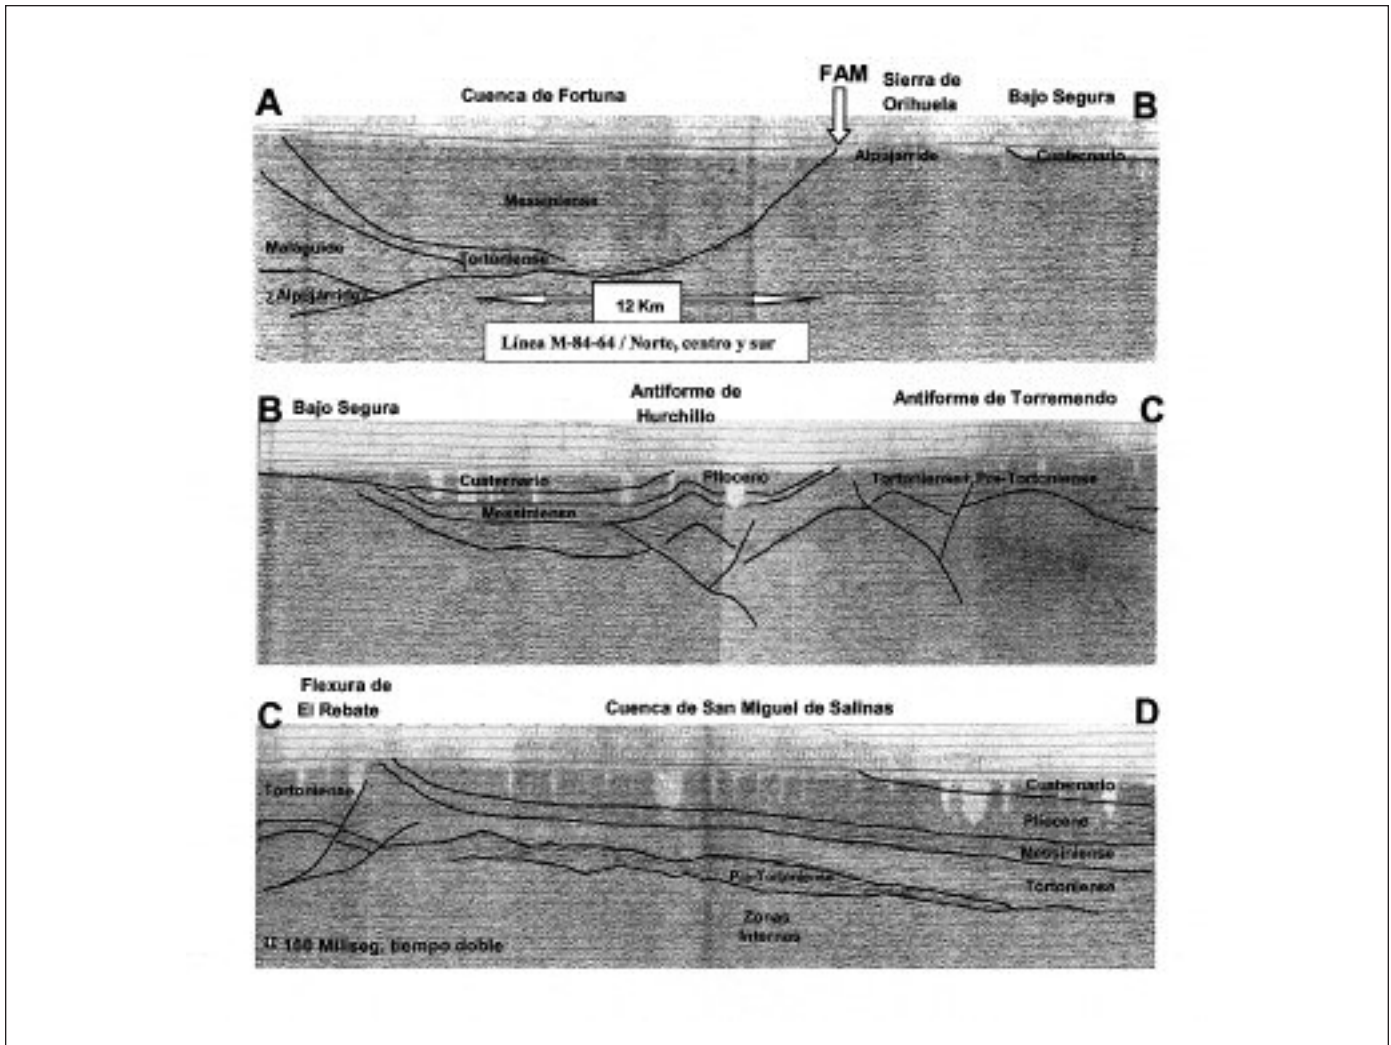 A
Cuenca de Fortuna
FAM
Sierra de
Orihuela
Bajo Segura
B
Alpujárride
Cuaternario
Messiniense
Malaguide
Tortoniense
¿Alpujárride?
12 Km
Línea M-84-64 / Norte, centro y sur
B
Bajo Segura
Antiforme de
Hurchillo
Antiforme de Torremendo
C
Cuaternario
Plioceno
Tortoniense+ Pre-Tortoniense
Messiniense
Flexura de
El Rebate
C
Cuenca de San Miguel de Salinas
D
Tortoniense
Cuaternario
Plioceno
Messiniense
Pre-Tortoniense
Tortoniense
Zonas
Internas
100 Miliseg. tiempo doble